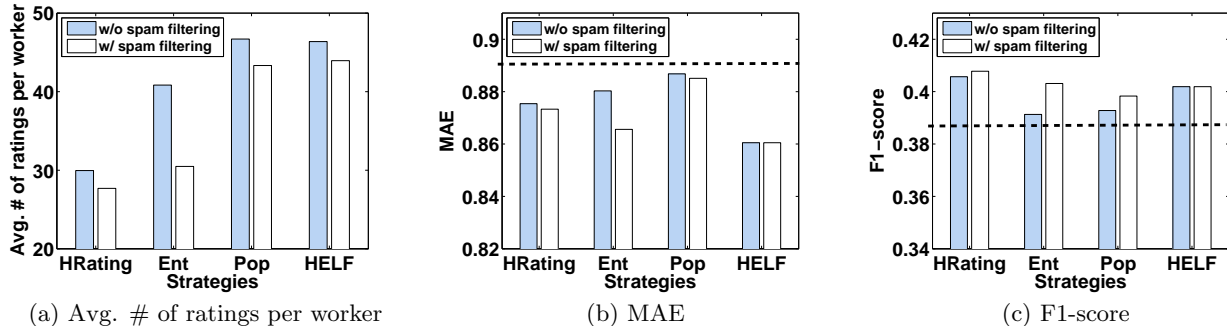 50
40
30
20
Avg. # of ratings per worker
w/o spam filtering
w/ spam filtering
HRating Ent Pop HELF
Strategies
(a) Avg. # of ratings per worker
0.9
0.88
0.86
0.84
0.82
MAE
w/o spam filtering
w/ spam filtering
HRating Ent Pop HELF
Strategies
(b) MAE
0.42
0.4
0.38
0.36
0.34
F1−score
w/o spam filtering
w/ spam filtering
HRating Ent Pop HELF
Strategies
(c) F1-score